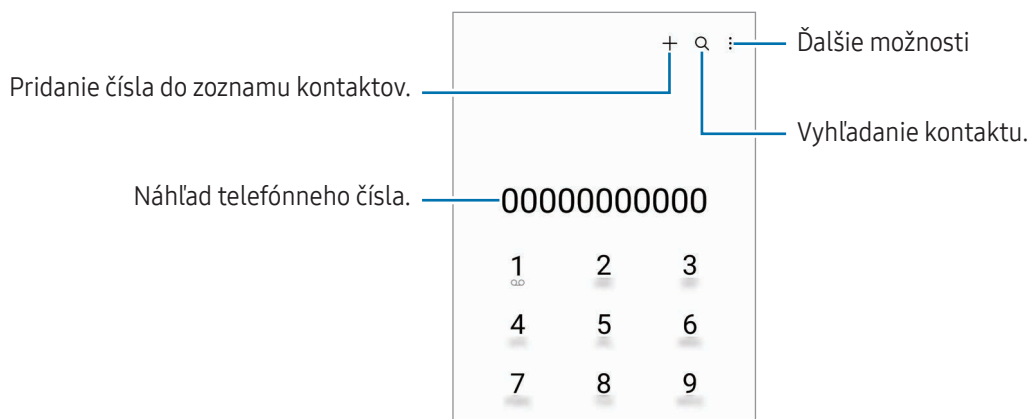 Ďalšie možnosti
Pridanie čísla do zoznamu kontaktov.
Vyhľadanie kontaktu.
Náhľad telefónneho čísla.
00000000000
1 2 3
4 5 6
7 8 9